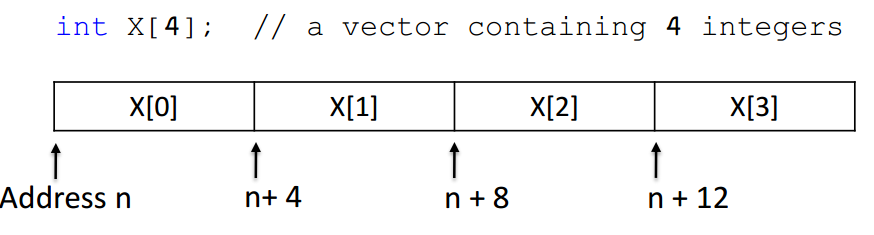 int X[4];  // a vector containing 4 integers
X[0] X[1] X[2] X[3]
Address n n+ 4 n + 8 n + 12